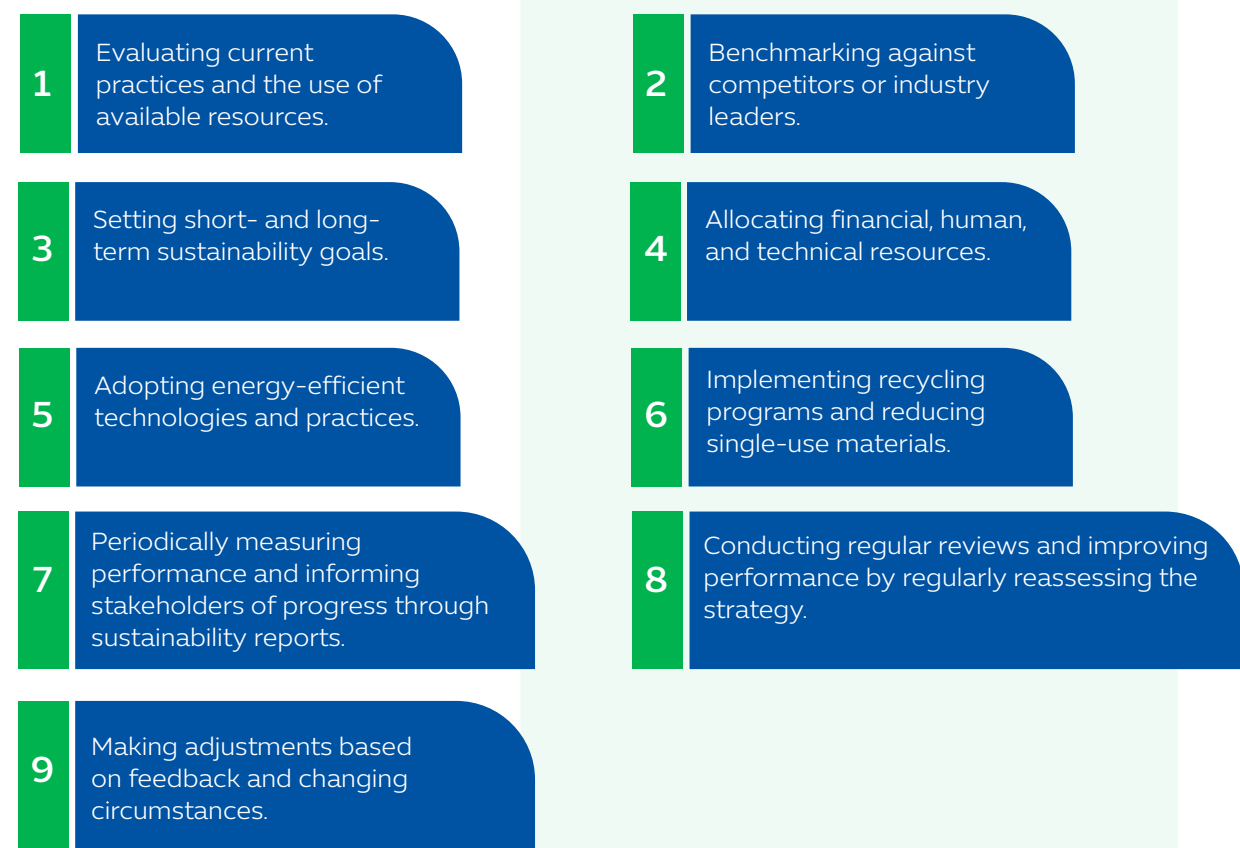 1
Evaluating current
practices and the use of
available resources.
2
Benchmarking against
competitors or industry
leaders.
3
Setting short- and long-
term sustainability goals.
4
Allocating financial, human,
and technical resources.
5
Adopting energy-efficient
technologies and practices.
6
Implementing recycling
programs and reducing
single-use materials.
7
Periodically measuring
performance and informing
stakeholders of progress through
sustainability reports.
8
Conducting regular reviews and improving
performance by regularly reassessing the
strategy.
9
Making adjustments based
on feedback and changing
circumstances.